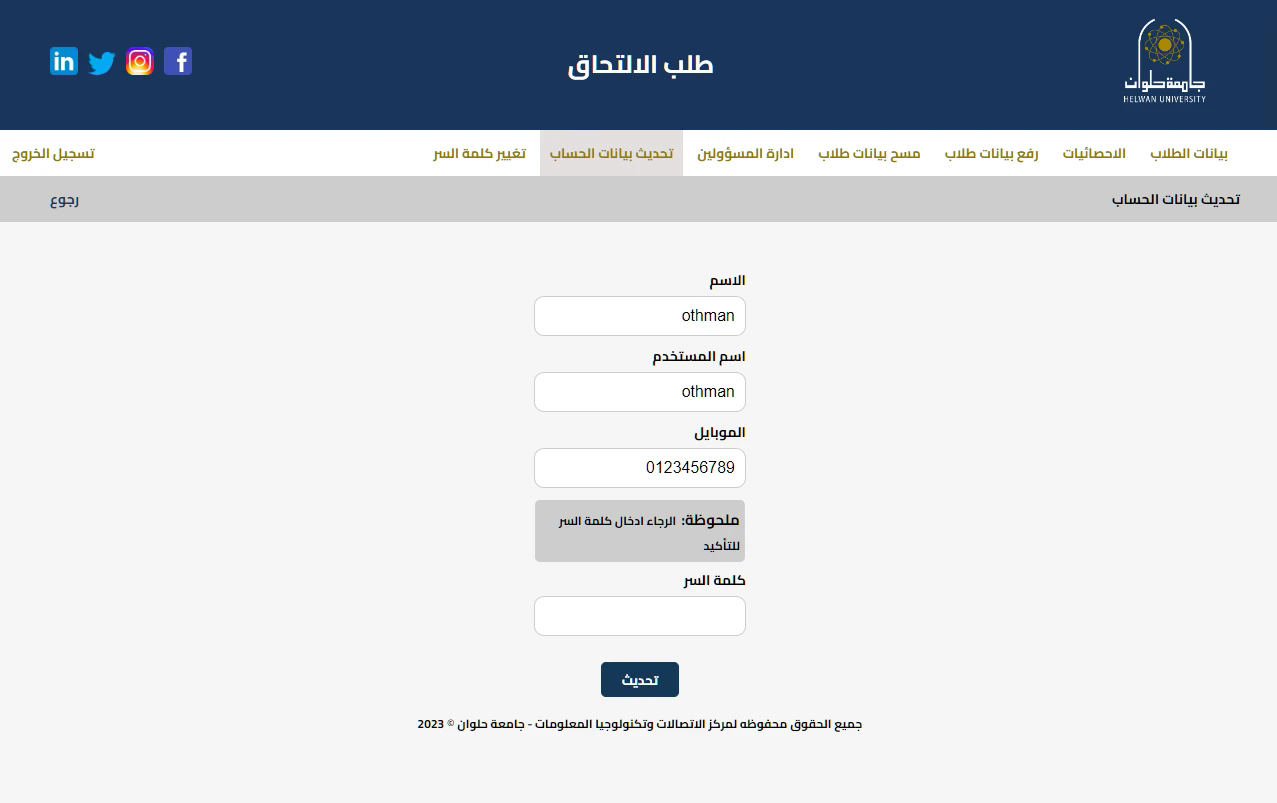 جامعة حلوان
HELWAN UNIVERSITY
طلب الالتحاق
in
f
بيانات الطلاب
الاحصائيات
رفع بيانات طلاب
مسح بيانات طلاب
ادارة المسؤولين
تحديث بيانات الحساب
تغيير كلمة السر
تسجيل الخروج
تحديث بيانات الحساب
رجوع
الاسم
othman
اسم المستخدم
othman
الموبايل
0123456789
ملحوظة: الرجاء ادخال كلمة السر
للتأكيد
كلمة السر
تحديث
جميع الحقوق محفوظه لمركز الاتصالات وتكنولوجيا المعلومات - جامعة حلوان © 2023